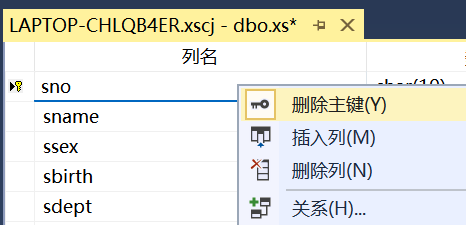 LAPTOP-CHLQB4ER.xscj - dbo.xs*
列名
sno
删除主键(Y)
sname
插入列(M)
ssex
删除列(N)
sbirth
sdept
关系(H)...